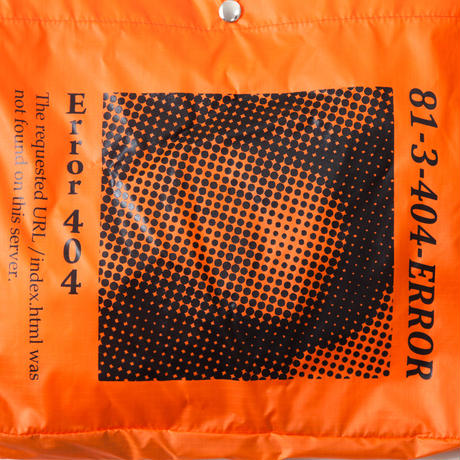 81-3-404-ERROR
Error 404
The requested URL /index.html was
not found on this server.